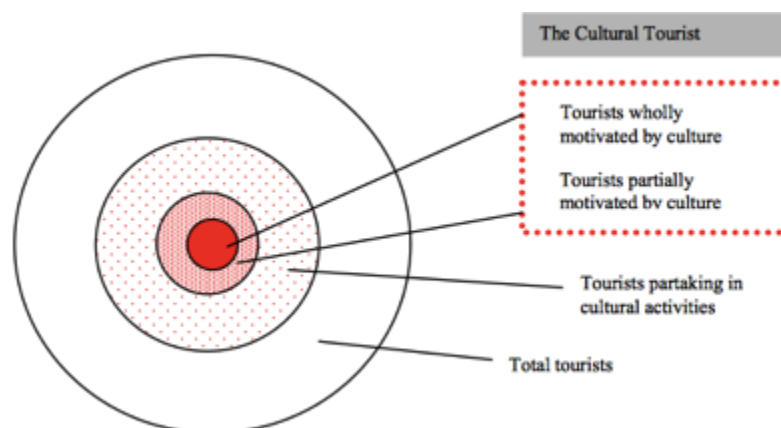 The Cultural Tourist
Tourists wholly
motivated by culture
Tourists partially
motivated by culture
Tourists partaking in
cultural activities
Total tourists